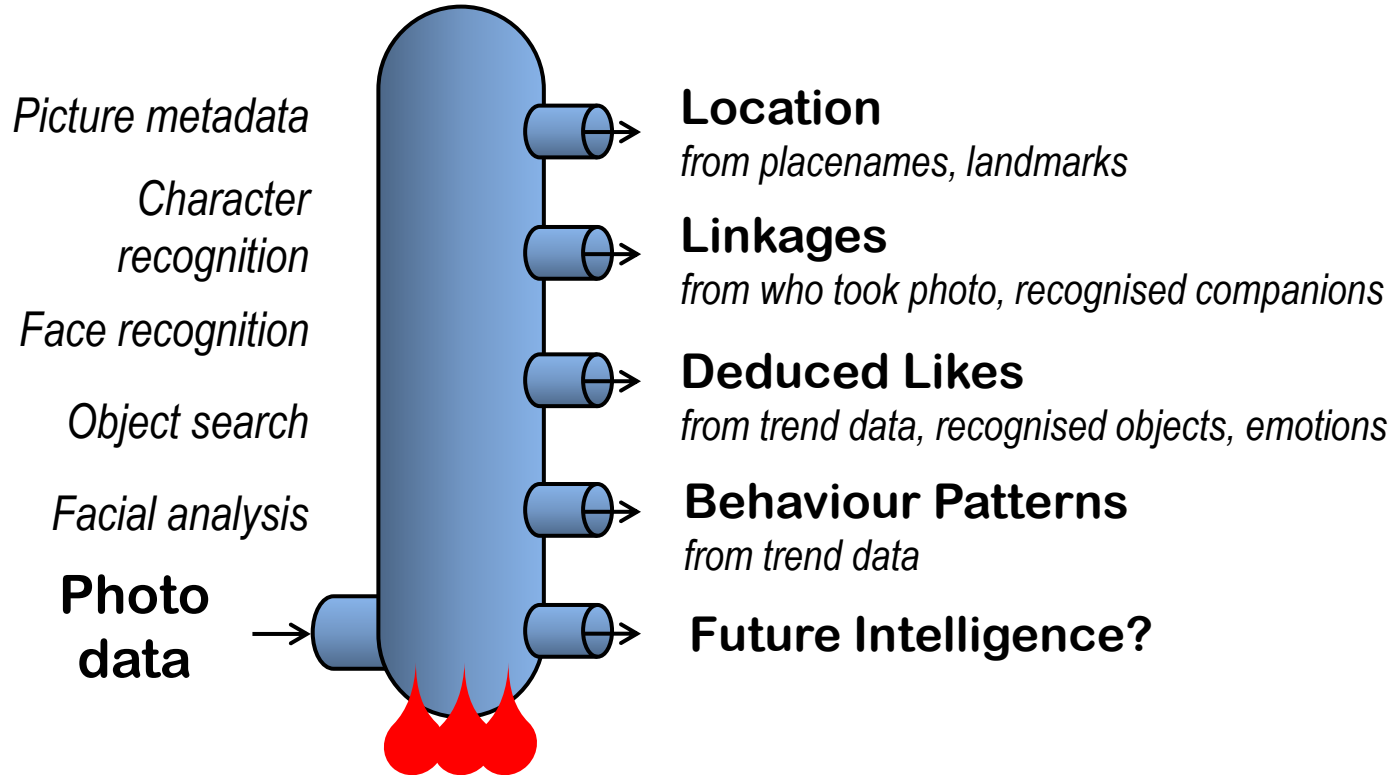 Picture metadata
Character
recognition
Face recognition
Object search
Facial analysis
Photo
data
Location
from placenames, landmarks
Linkages
from who took photo, recognised companions
Deduced Likes
from trend data, recognised objects, emotions
Behaviour Patterns
from trend data
Future Intelligence?